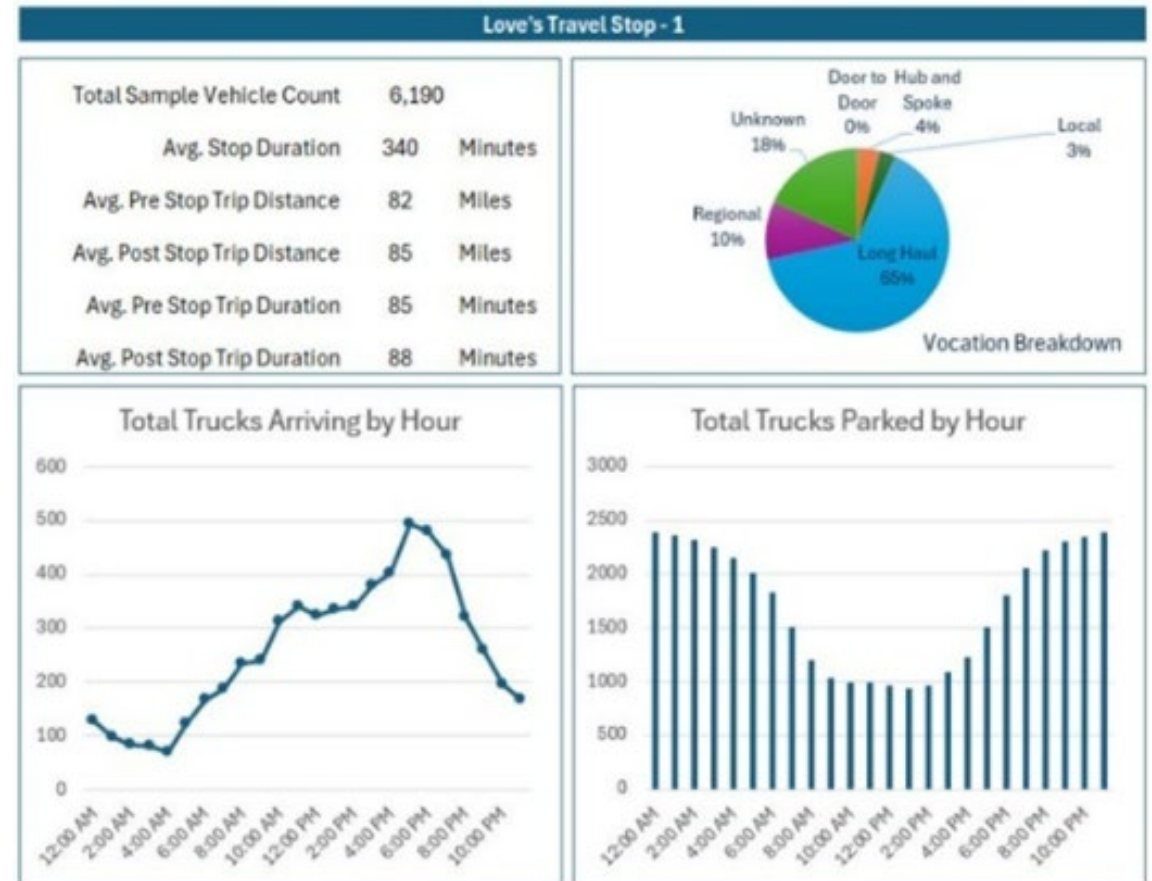 Love's Travel Stop - 1
Total Sample Vehicle Count 6,190
Avg. Stop Duration 340 Minutes
Avg. Pre Stop Trip Distance 82 Miles
Avg. Post Stop Trip Distance 85 Miles
Avg. Pre Stop Trip Duration 85 Minutes
Avg. Post Stop Trip Duration 88 Minutes
Door to Door 0%
Hub and Spoke 4%
Local 3%
Unknown 18%
Regional 10%
Long Haul 65%
Vocation Breakdown
Total Trucks Arriving by Hour
600
500
400
300
200
100
0
12:00 AM 2:00 AM 4:00 AM 6:00 AM 8:00 AM 10:00 AM 12:00 PM 2:00 PM 4:00 PM 6:00 PM 8:00 PM 10:00 PM
Total Trucks Parked by Hour
3000
2500
2000
1500
1000
500
0
12:00 AM 2:00 AM 4:00 AM 6:00 AM 8:00 AM 10:00 AM 12:00 PM 2:00 PM 4:00 PM 6:00 PM 8:00 PM 10:00 PM